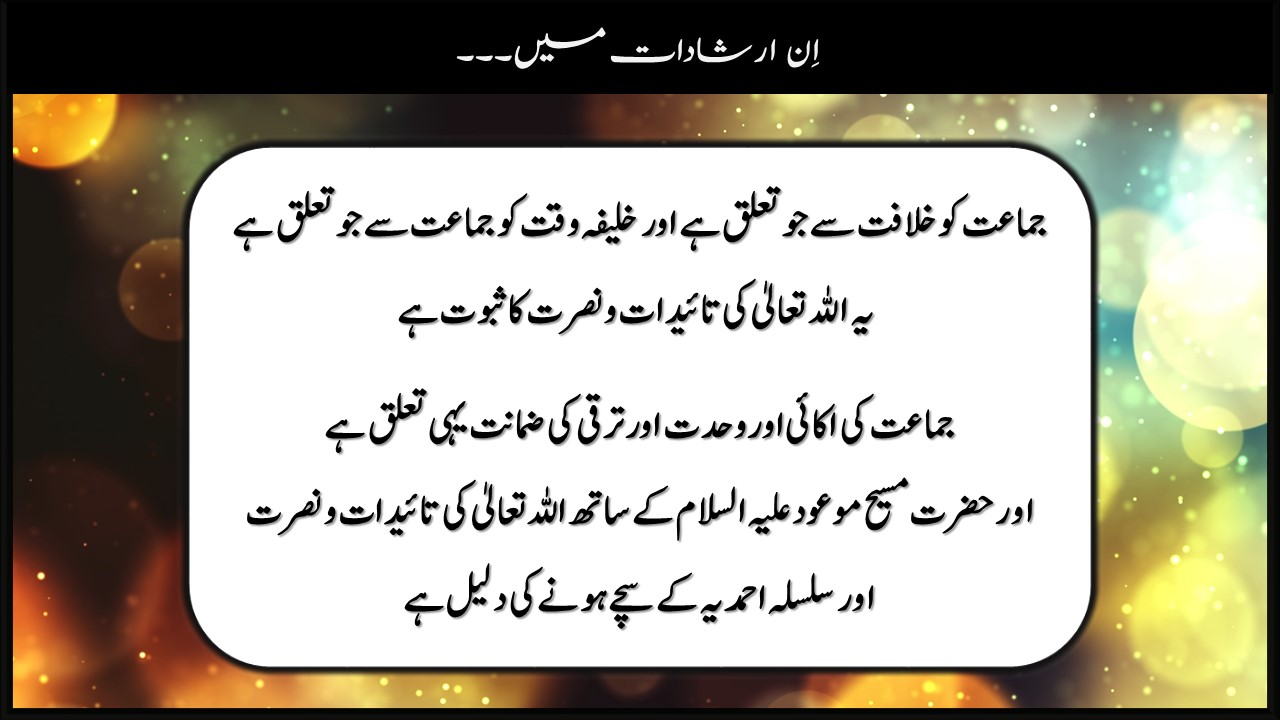 اِن ارشادات میں۔۔۔
جماعت کو خلافت سے جو تعلق ہے اور خلیفہ وقت کو جماعت سے جو تعلق ہے
یہ اللہ تعالیٰ کی تائیدات و نصرت کا ثبوت ہے
جماعت کی اکائی اور وحدت اور ترقی کی ضمانت یہی تعلق ہے
اور حضرت مسیح موعود علیہ السلام کے ساتھ اللہ تعالیٰ کی تائیدات و نصرت
اور سلسلہ احمدیہ کے سچے ہونے کی دلیل ہے